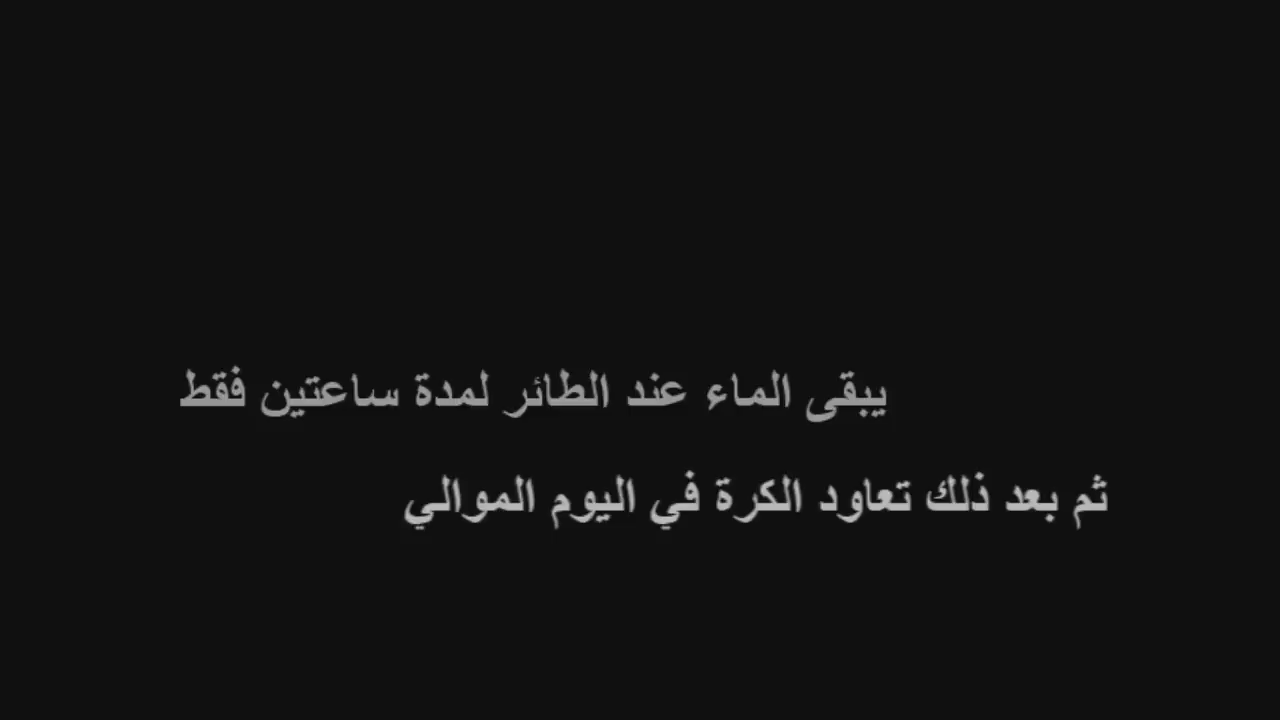 يبقى الماء عند الطائر لمدة ساعتين فقط
ثم بعد ذلك تعاود الكرة في اليوم الموالي